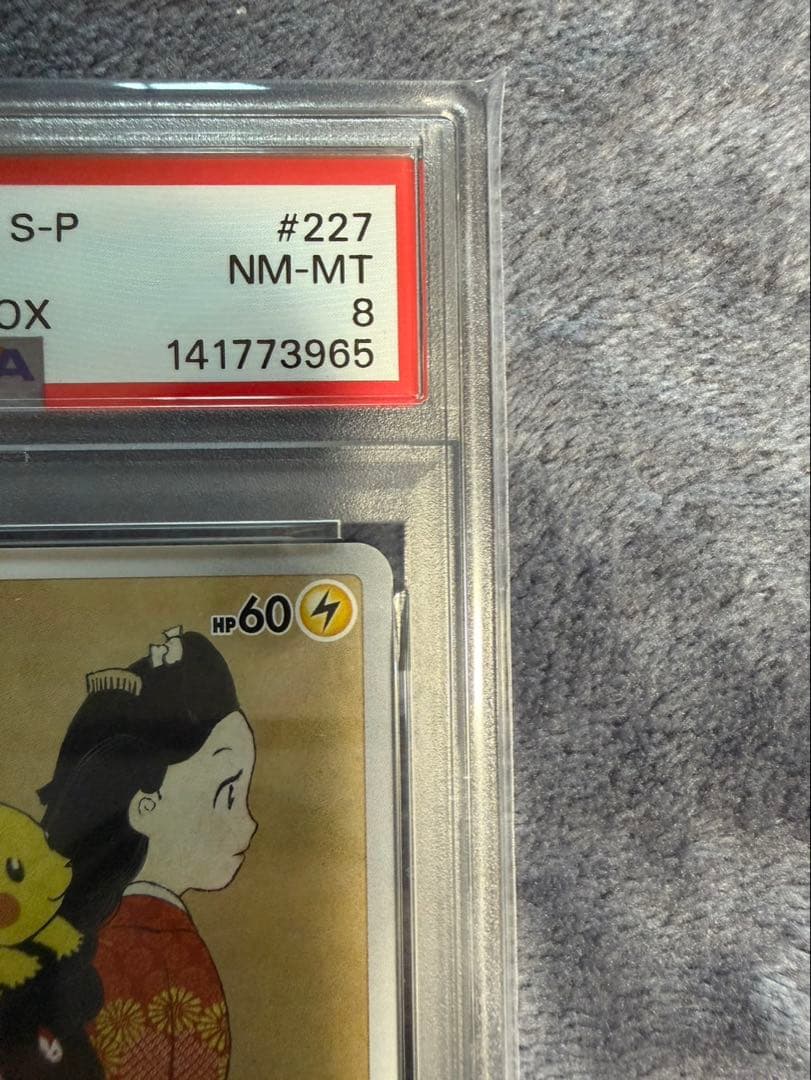 S-P #227
NM-MT
OX 8
A 141773965
HP60